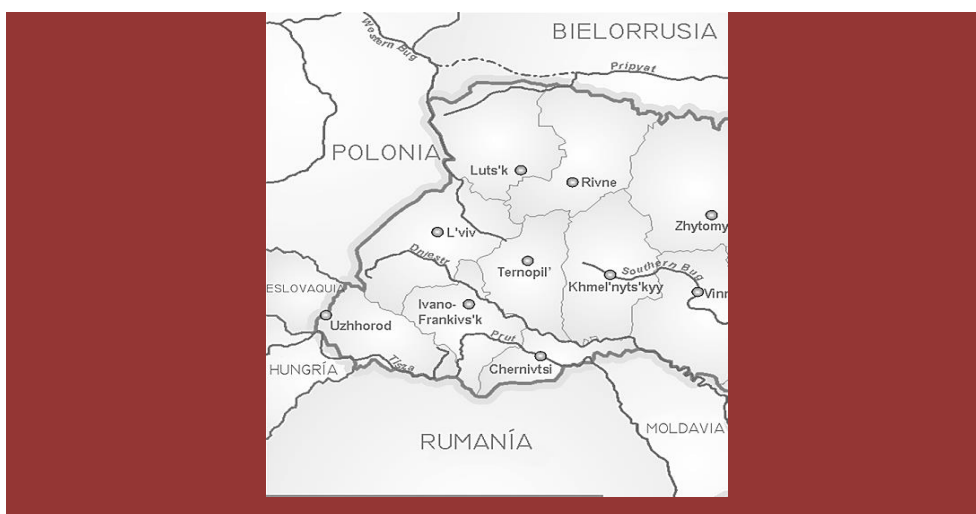 BIELORRUSIA
Western Bug
Pripyat
POLONIA
Luts'k
Rivne
Zhytomy
L'viv
Dniestr
Ternopil'
Southern Bug
Khmel'nyts'kyy
Vinn
ESLOVAQUIA
Ivano-
Frankivs'k
Uzhhorod
Prut
Tisza
Chernivtsi
HUNGRÍA
MOLDAVIA
RUMANÍA